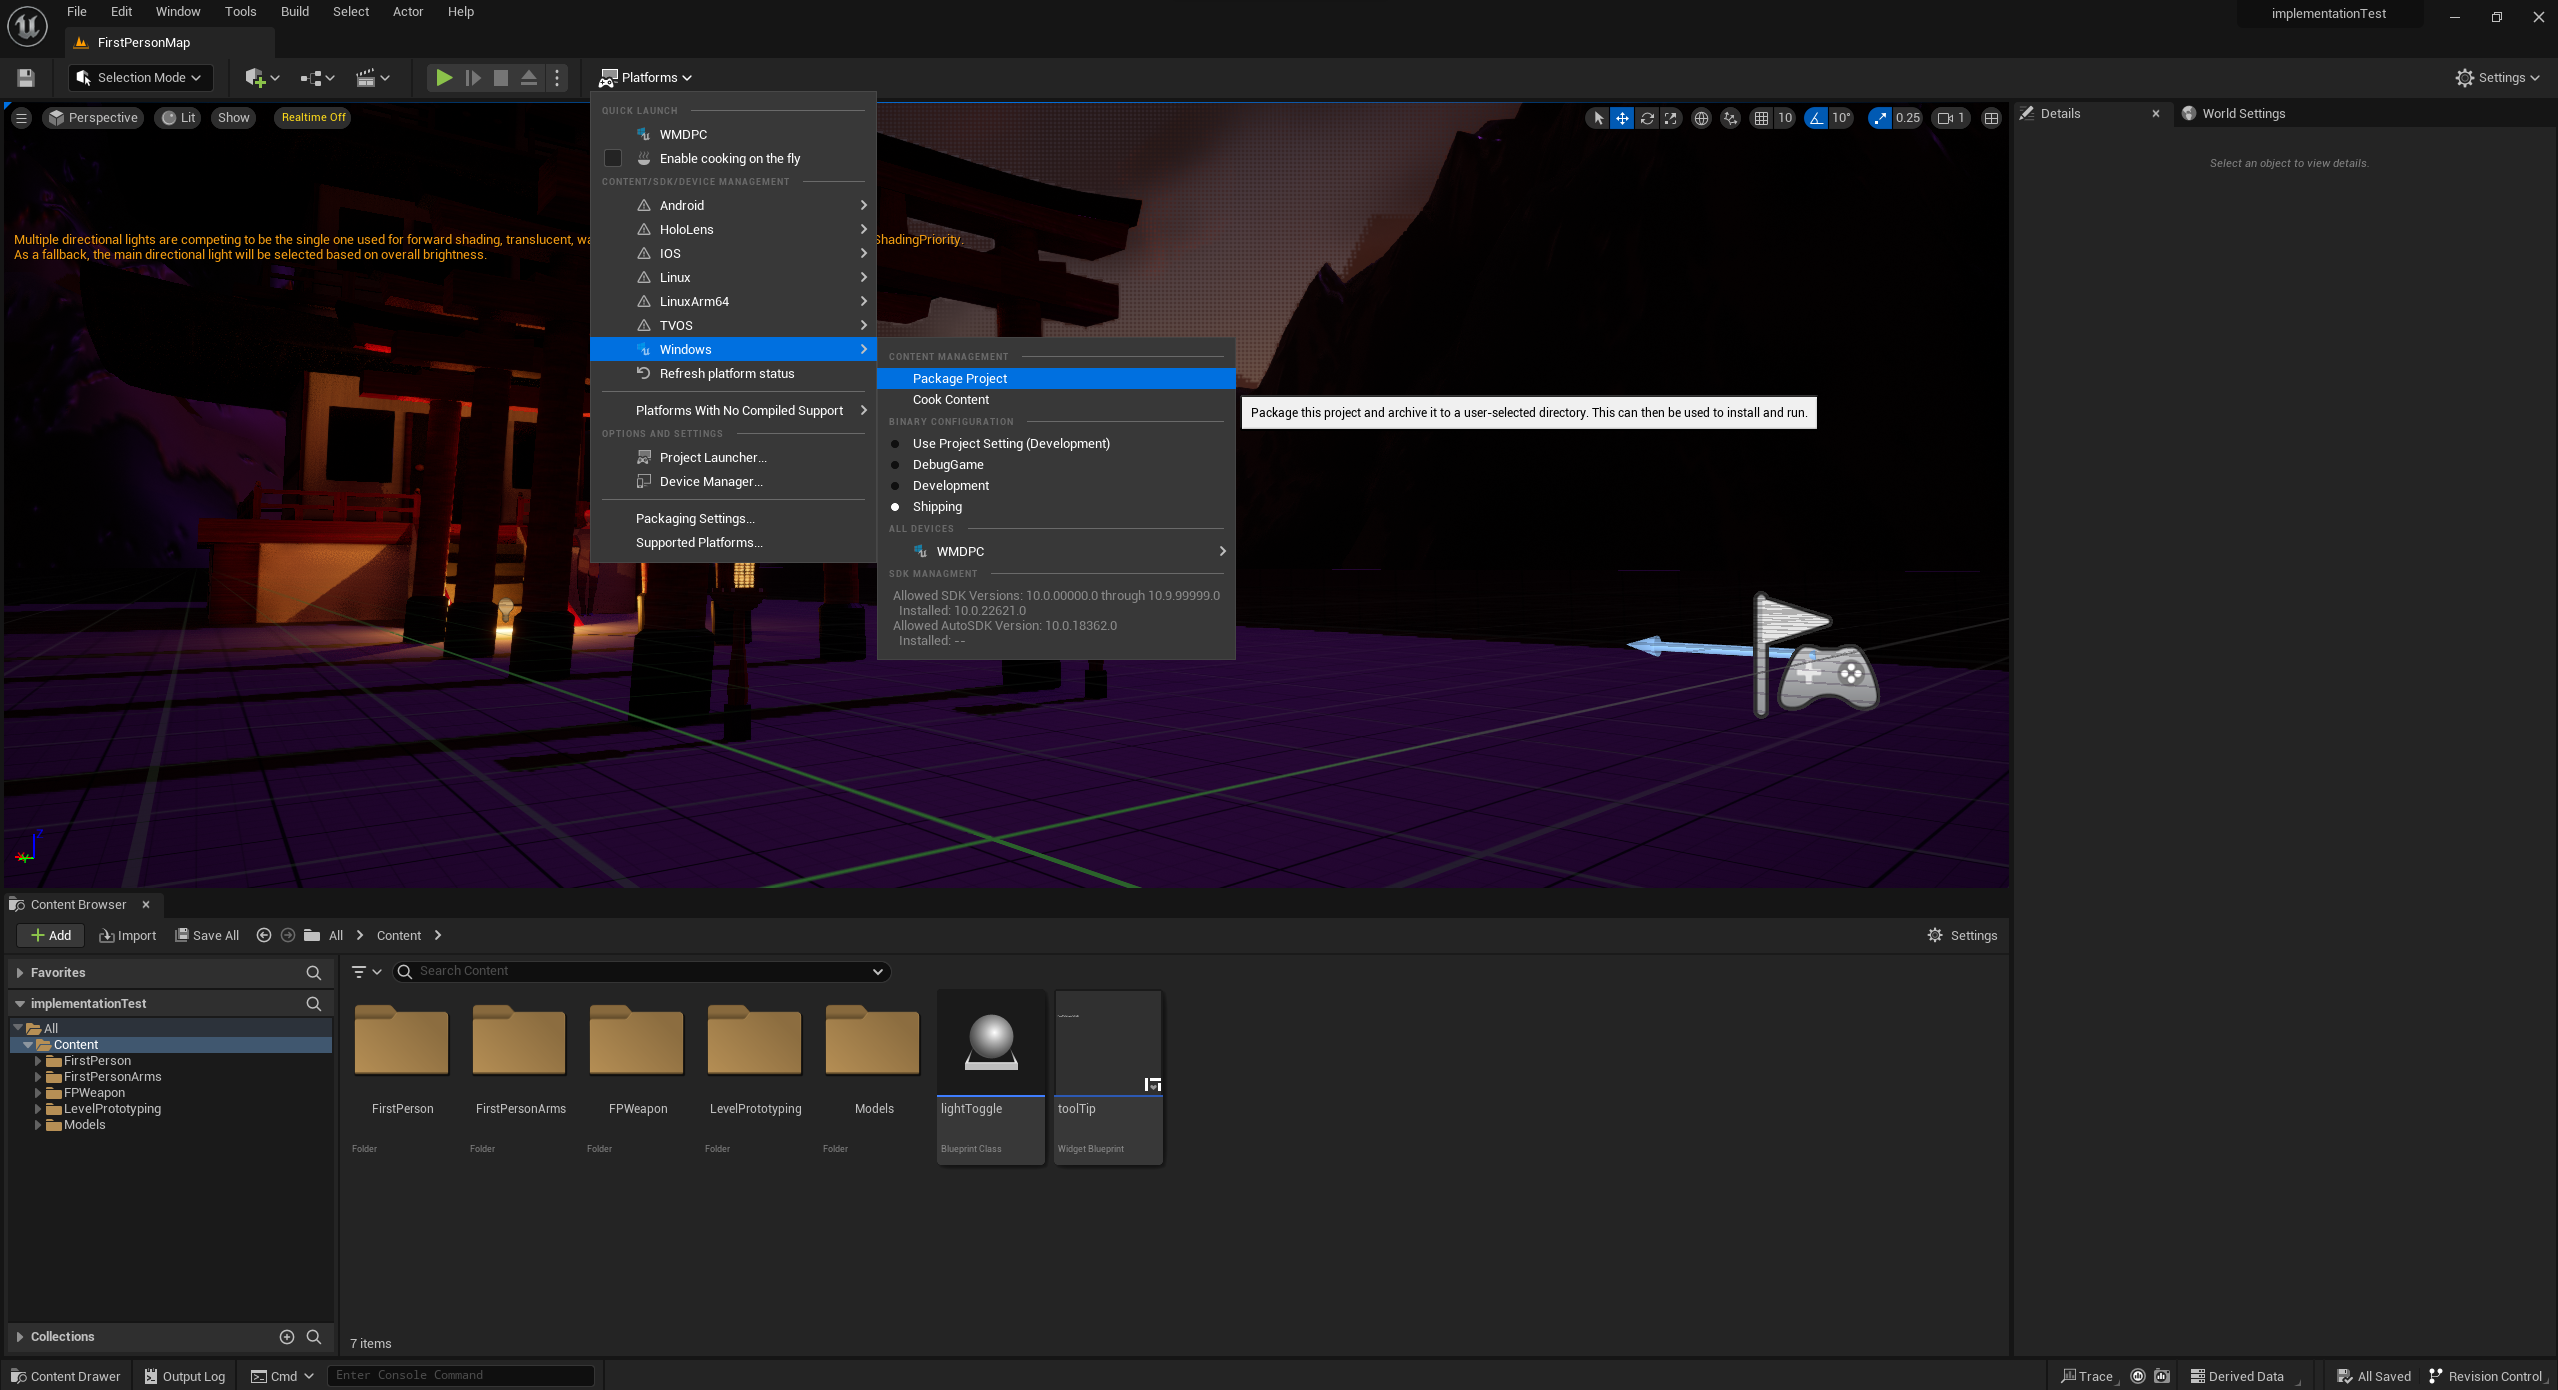 File Edit Window Tools Build Select Actor Help
implementationTest
FirstPersonMap
Selection Mode
Platforms
Settings
Perspective
Lit
Show
Realtime Off
10
10°
0.25
1
Multiple directional lights are competing to be the single one used for forward shading, translucent, wa
ShadingPriority.
As a fallback, the main directional light will be selected based on overall brightness.
QUICK LAUNCH
WMDPC
Enable cooking on the fly
CONTENT/SDK/DEVICE MANAGEMENT
Android
HoloLens
IOS
Linux
LinuxArm64
TVOS
Windows
Refresh platform status
Platforms With No Compiled Support
OPTIONS AND SETTINGS
Project Launcher...
Device Manager...
Packaging Settings...
Supported Platforms...
CONTENT MANAGEMENT
Package Project
Cook Content
BINARY CONFIGURATION
Use Project Setting (Development)
DebugGame
Development
Shipping
ALL DEVICES
WMDPC
SDK MANAGMENT
Allowed SDK Versions: 10.0.00000.0 through 10.9.99999.0
Installed: 10.0.22621.0
Allowed AutoSDK Version: 10.0.18362.0
Installed: --
Package this project and archive it to a user-selected directory. This can then be used to install and run.
Details
World Settings
Select an object to view details.
Content Browser
Add
Import
Save All
All
Content
Settings
Favorites
Search Content
implementationTest
All
Content
FirstPerson
FirstPersonArms
FPWeapon
LevelPrototyping
Models
FirstPerson
Folder
FirstPersonArms
Folder
FPWeapon
Folder
LevelPrototyping
Folder
Models
Folder
lightToggle
Blueprint Class
toolTip
Widget Blueprint
Collections
7 items
Content Drawer
Output Log
Cmd
Enter Console Command
Trace
Derived Data
All Saved
Revision Control